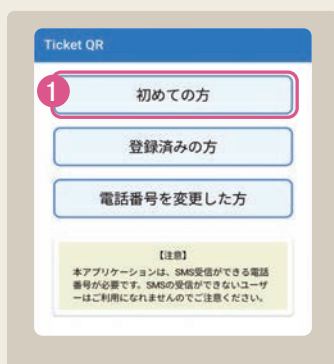 Ticket QR
1
初めての方
登録済みの方
電話番号を変更した方
【注意】
本アプリケーションは、SMS受信ができる電話
番号が必要です。SMSの受信ができないユーザ
ーはご利用になれませんのでご注意ください。